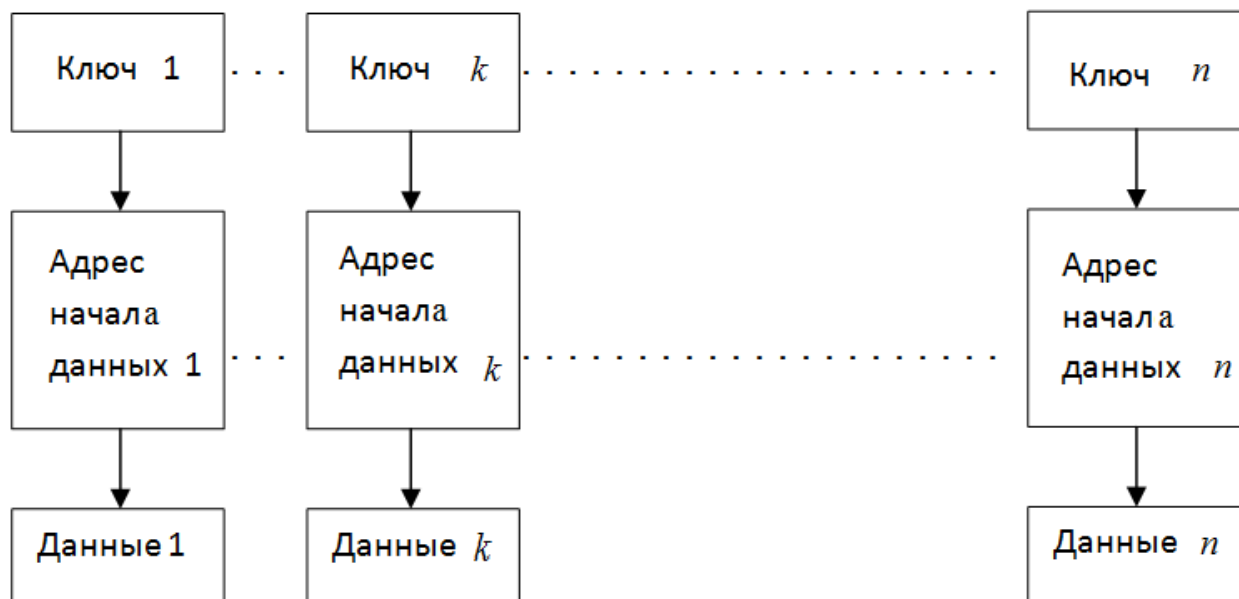 Ключ 1
Ключ k
Ключ n
Адрес
начала
данных 1
Адрес
начала
данных k
Адрес
начала
данных n
Данные 1
Данные k
Данные n